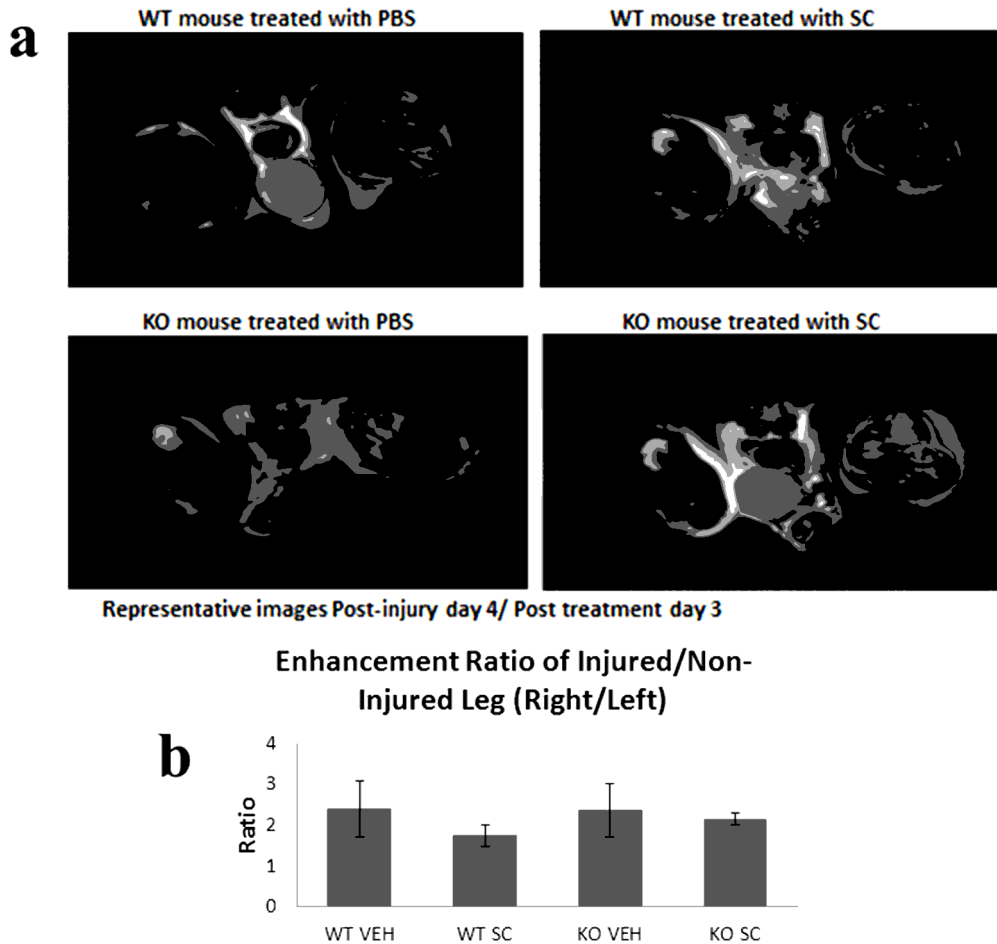 a
WT mouse treated with PBS
WT mouse treated with SC
KO mouse treated with PBS
KO mouse treated with SC
Representative images Post-injury day 4/ Post treatment day 3
b
Enhancement Ratio of Injured/Non-
Injured Leg (Right/Left)
Ratio
4
3
2
1
0
WT VEH
WT SC
KO VEH
KO SC